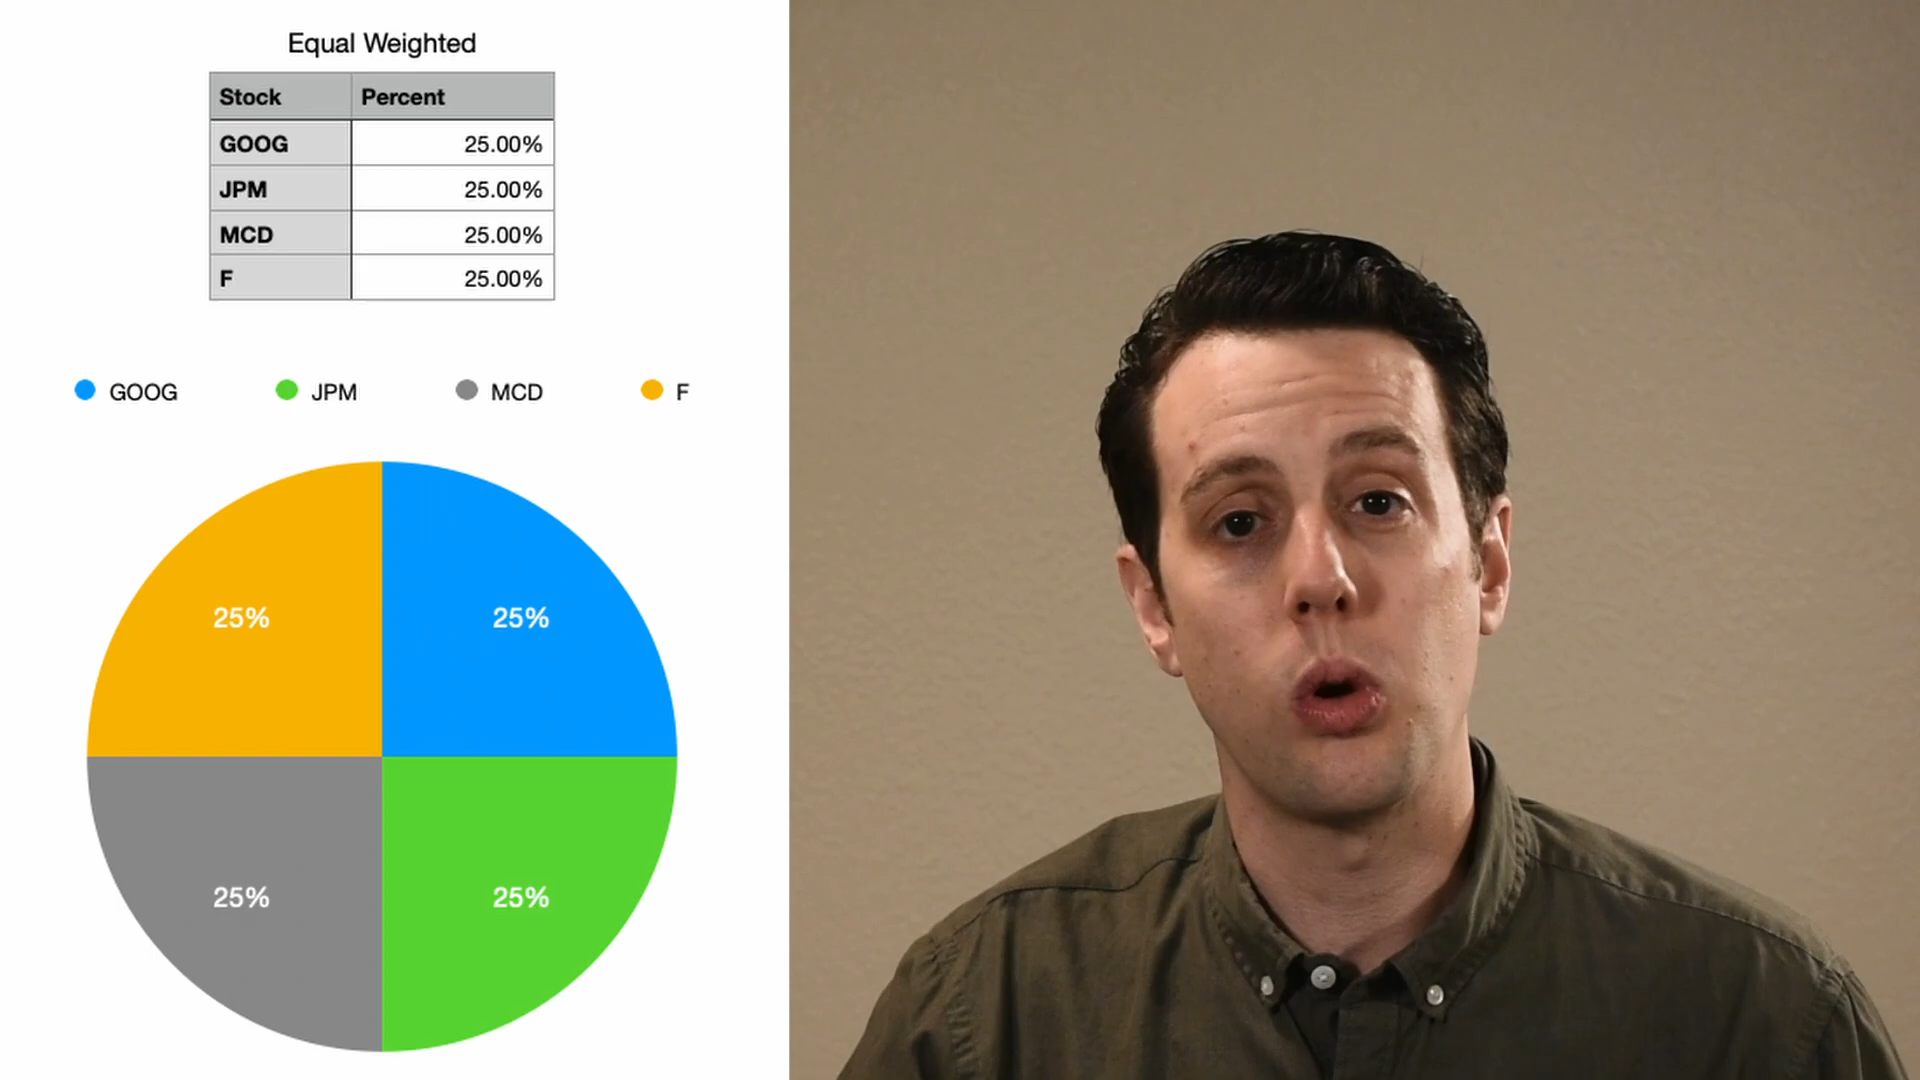 Equal Weighted
Stock Percent
GOOG 25.00%
JPM 25.00%
MCD 25.00%
F 25.00%
GOOG JPM MCD F
25% 25%
25% 25%